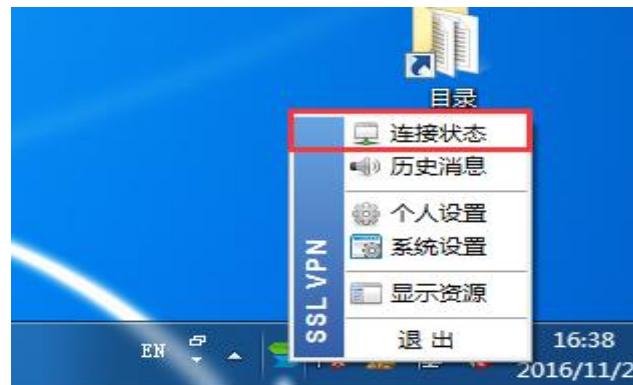 目录
连接状态
历史消息
个人设置
系统设置
显示资源
退 出
SSL VPN
EN
16:38
2016/11/2